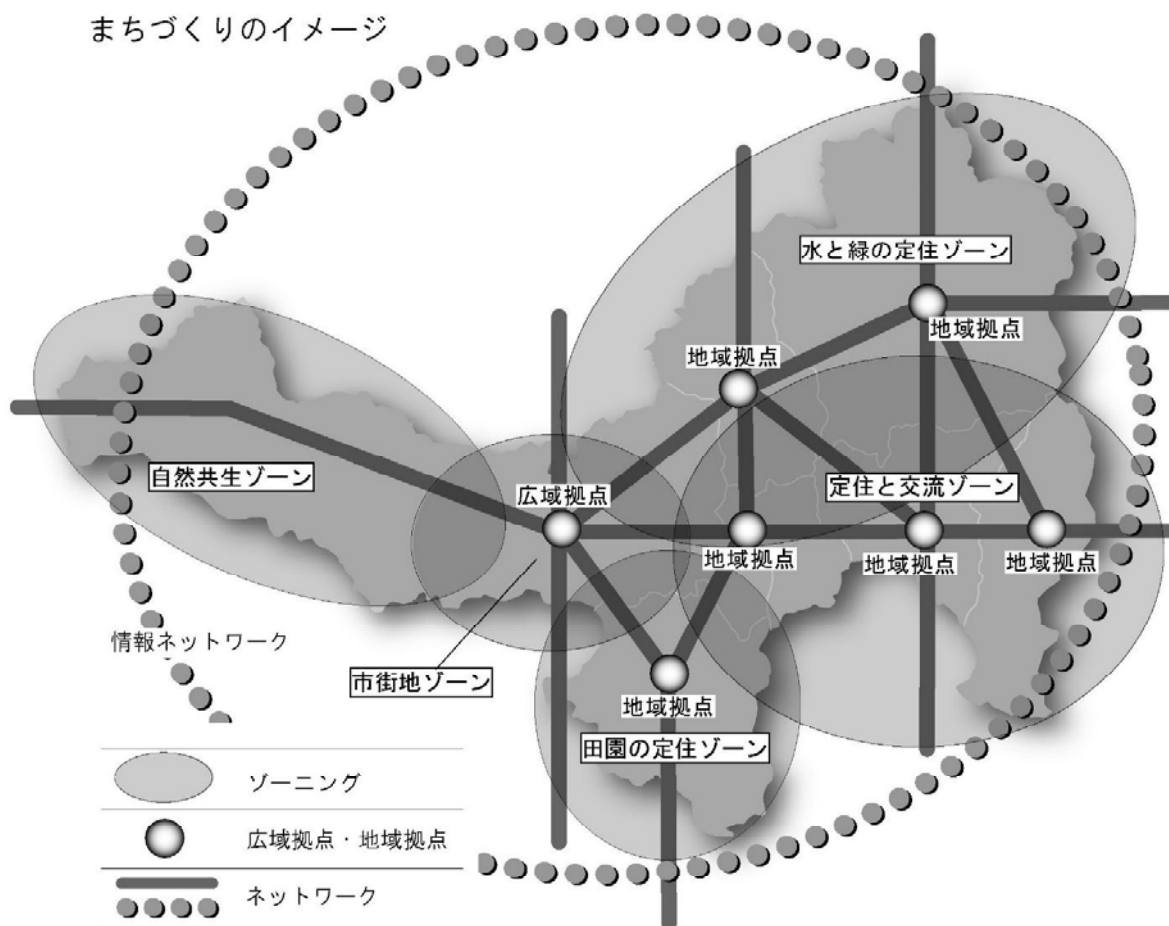 まちづくりのイメージ
水と緑の定住ゾーン
地域拠点
地域拠点
自然共生ゾーン
広域拠点
定住と交流ゾーン
地域拠点
地域拠点
地域拠点
情報ネットワーク
市街地ゾーン
地域拠点
田園の定住ゾーン
ゾーニング
広域拠点・地域拠点
ネットワーク